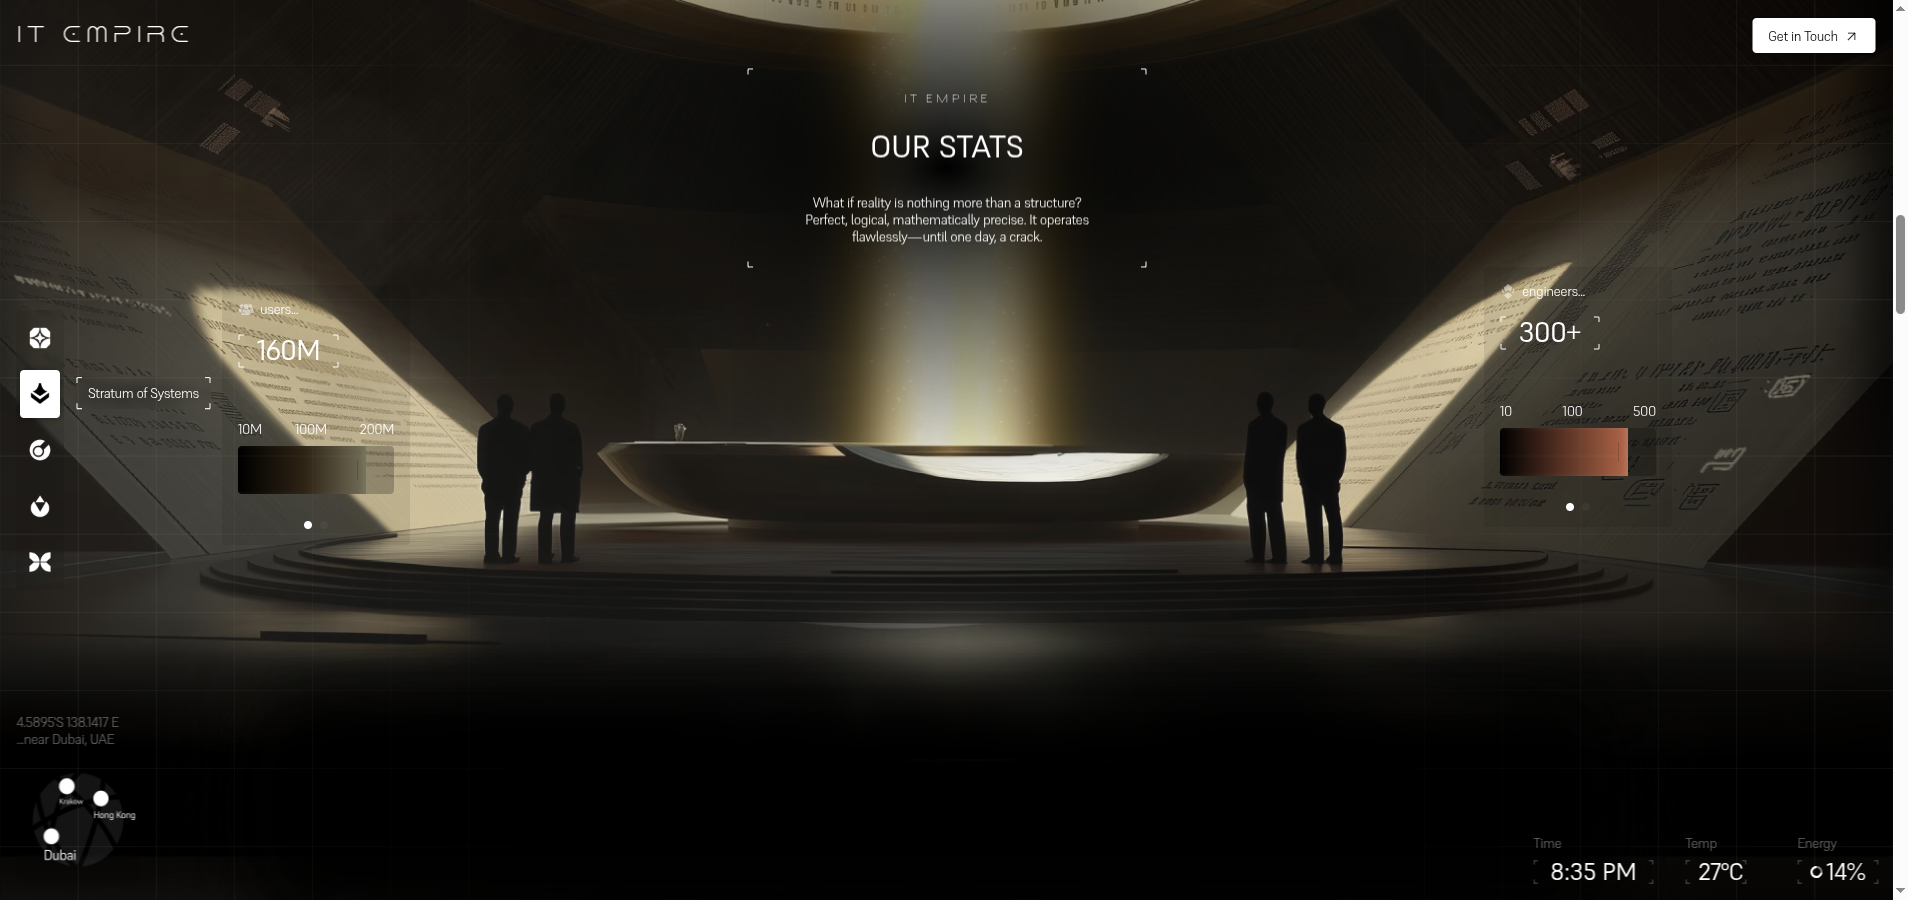 IT EMPIRE
Get in Touch
IT EMPIRE
OUR STATS
What if reality is nothing more than a structure?
Perfect, logical, mathematically precise. It operates
flawlessly—until one day, a crack.
users...
160M
10M 100M 200M
engineers...
300+
10 100 500
Stratum of Systems
4.5895°S 138.1417 E
...near Dubai, UAE
Krakow
Hong Kong
Dubai
Time
8:35 PM
Temp
27°C
Energy
14%